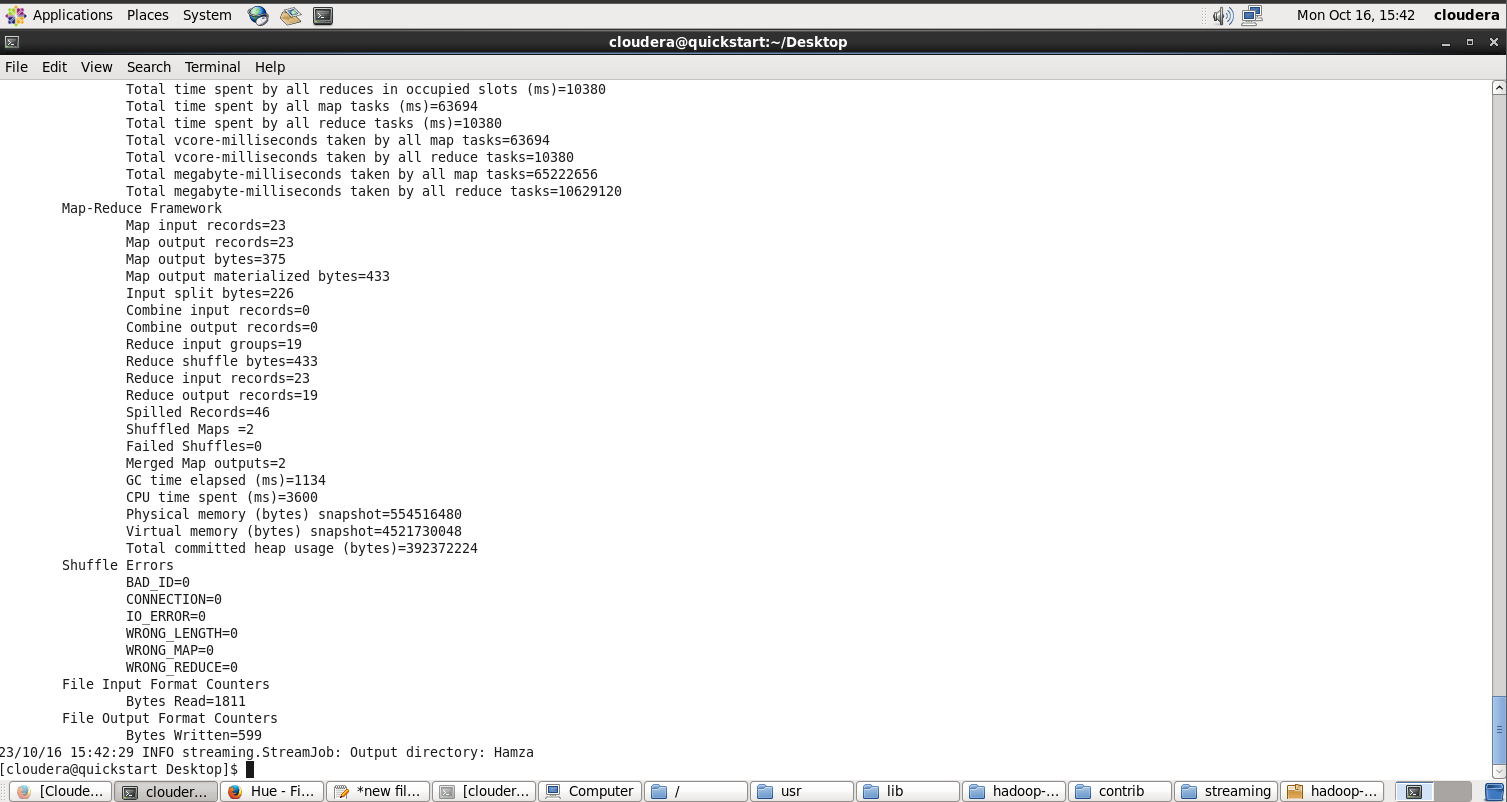 Applications Places System Mon Oct 16, 15:42 cloudera
cloudera@quickstart:~/Desktop
File Edit View Search Terminal Help
Total time spent by all reduces in occupied slots (ms)=10380
Total time spent by all map tasks (ms)=63694
Total time spent by all reduce tasks (ms)=10380
Total vcore-milliseconds taken by all map tasks=63694
Total vcore-milliseconds taken by all reduce tasks=10380
Total megabyte-milliseconds taken by all map tasks=65222656
Total megabyte-milliseconds taken by all reduce tasks=10629120
Map-Reduce Framework
Map input records=23
Map output records=23
Map output bytes=375
Map output materialized bytes=433
Input split bytes=226
Combine input records=0
Combine output records=0
Reduce input groups=19
Reduce shuffle bytes=433
Reduce input records=23
Reduce output records=19
Spilled Records=46
Shuffled Maps =2
Failed Shuffles=0
Merged Map outputs=2
GC time elapsed (ms)=1134
CPU time spent (ms)=3600
Physical memory (bytes) snapshot=554516480
Virtual memory (bytes) snapshot=4521730048
Total committed heap usage (bytes)=392372224
Shuffle Errors
BAD_ID=0
CONNECTION=0
IO_ERROR=0
WRONG_LENGTH=0
WRONG_MAP=0
WRONG_REDUCE=0
File Input Format Counters
Bytes Read=1811
File Output Format Counters
Bytes Written=599
23/10/16 15:42:29 INFO streaming.StreamJob: Output directory: Hamza
[cloudera@quickstart Desktop]$
[Cloude... clouder... Hue - Fi... *new fil... [clouder... Computer / usr lib hadoop-... contrib streaming hadoop-...